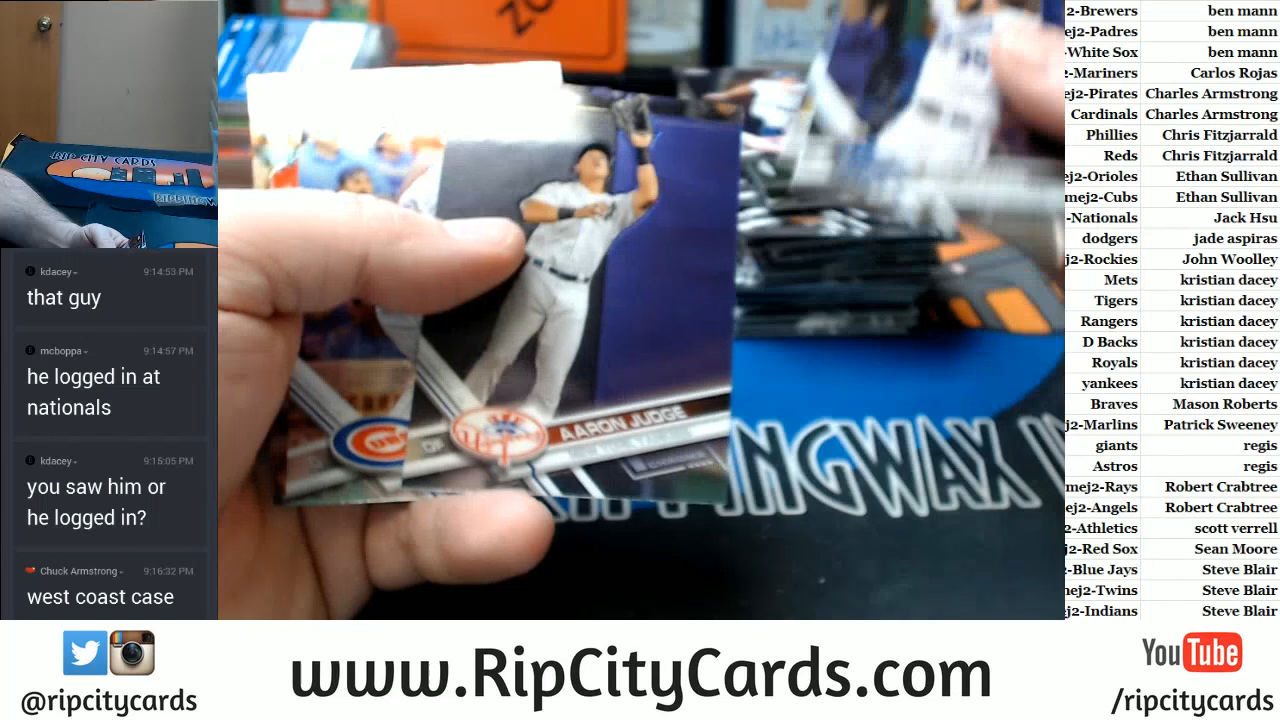 RIP CITY CARDS
kdacey
9:14:53 PM
that guy
mcboppa
9:14:57 PM
he logged in at
nationals
kdacey
9:15:05 PM
you saw him or
he logged in?
Chuck Armstrong
9:16:32 PM
west coast case
ZO
OF
AARON JUDGE
2-Brewers ben mann
ej2-Padres ben mann
-White Sox ben mann
2-Mariners Carlos Rojas
ej2-Pirates Charles Armstrong
Cardinals Charles Armstrong
Phillies Chris Fitzjarrald
Reds Chris Fitzjarrald
ej2-Orioles Ethan Sullivan
mej2-Cubs Ethan Sullivan
-Nationals Jack Hsu
dodgers jade aspiras
j2-Rockies John Woolley
Mets kristian dacey
Tigers kristian dacey
Rangers kristian dacey
D Backs kristian dacey
Royals kristian dacey
yankees kristian dacey
Braves Mason Roberts
j2-Marlins Patrick Sweeney
giants regis
Astros regis
mej2-Rays Robert Crabtree
ej2-Angels Robert Crabtree
2-Athletics scott verrell
j2-Red Sox Sean Moore
2-Blue Jays Steve Blair
nej2-Twins Steve Blair
j2-Indians Steve Blair
@ripcitycards
www.RipCityCards.com
YouTube
/ripcitycards